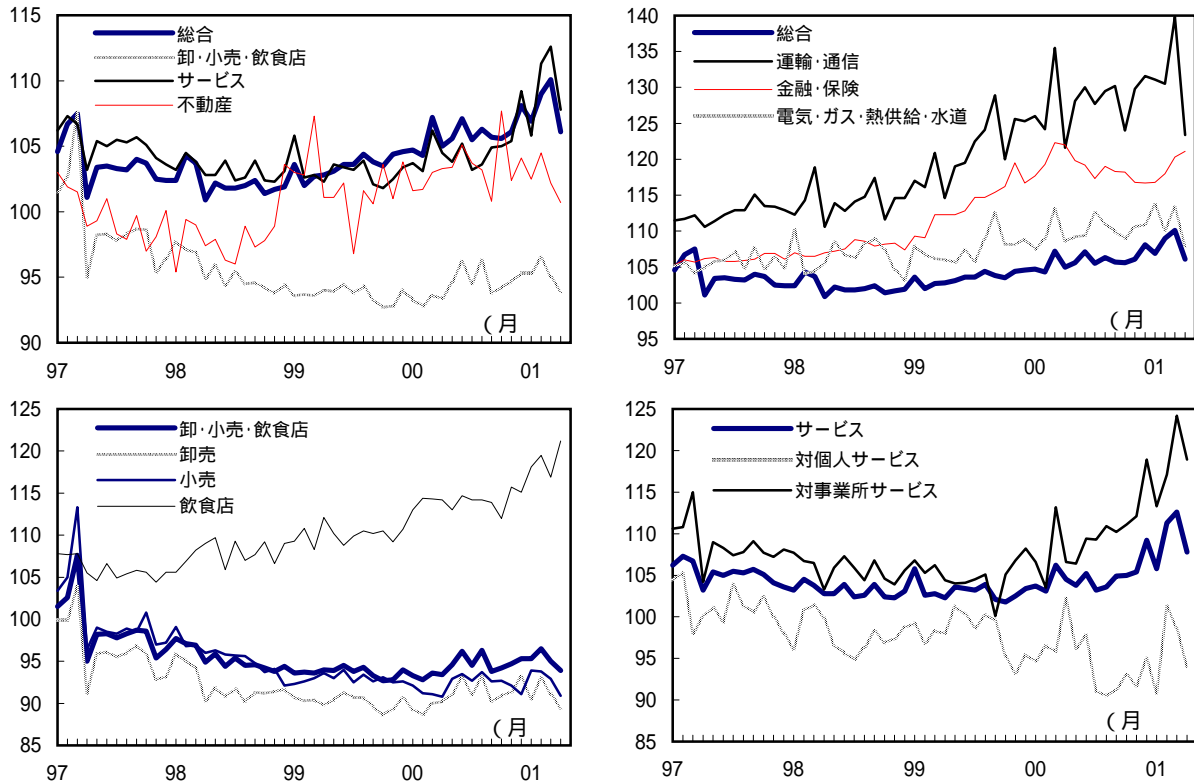 115
110
105
100
95
90
総合
卸･小売･飲食店
サービス
不動産
(月
97 98 99 00 01
140
135
130
125
120
115
110
105
100
95
総合
運輸･通信
金融･保険
電気･ガス･熱供給･水道
(月
97 98 99 00 01
125
120
115
110
105
100
95
90
85
卸･小売･飲食店
卸売
小売
飲食店
(月
97 98 99 00 01
125
120
115
110
105
100
95
90
85
サービス
対個人サービス
対事業所サービス
(月
97 98 99 00 01